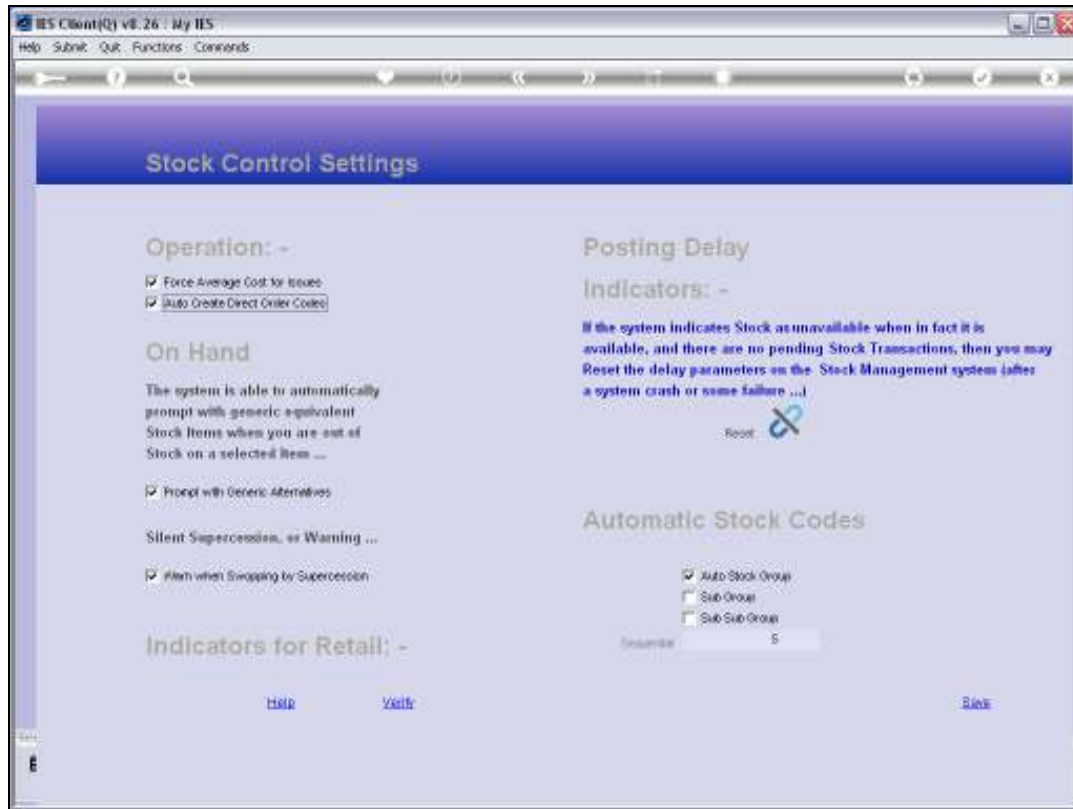 IES Client(Q) v8.26 : My IES
Help Submit Quit Functions Commands
Stock Control Settings
Operation: -
Force Average Cost for Issues
Auto Create Direct Order Codes
On Hand
The system is able to automatically
prompt with generic equivalent
Stock Items when you are out of
Stock on a selected Item ...
Prompt with Generic Alternatives
Silent Supercession, or Warning ...
Warn when Swapping by Supercession
Indicators for Retail: -
Help Verify
Posting Delay
Indicators: -
If the system indicates Stock as unavailable when in fact it is
available, and there are no pending Stock Transactions, then you may
Reset the delay parameters on the Stock Management system (after
a system crash or some failure ...)
Reset
Automatic Stock Codes
Auto Stock Group
Sub Group
Sub Sub Group
Sequential 5
Save